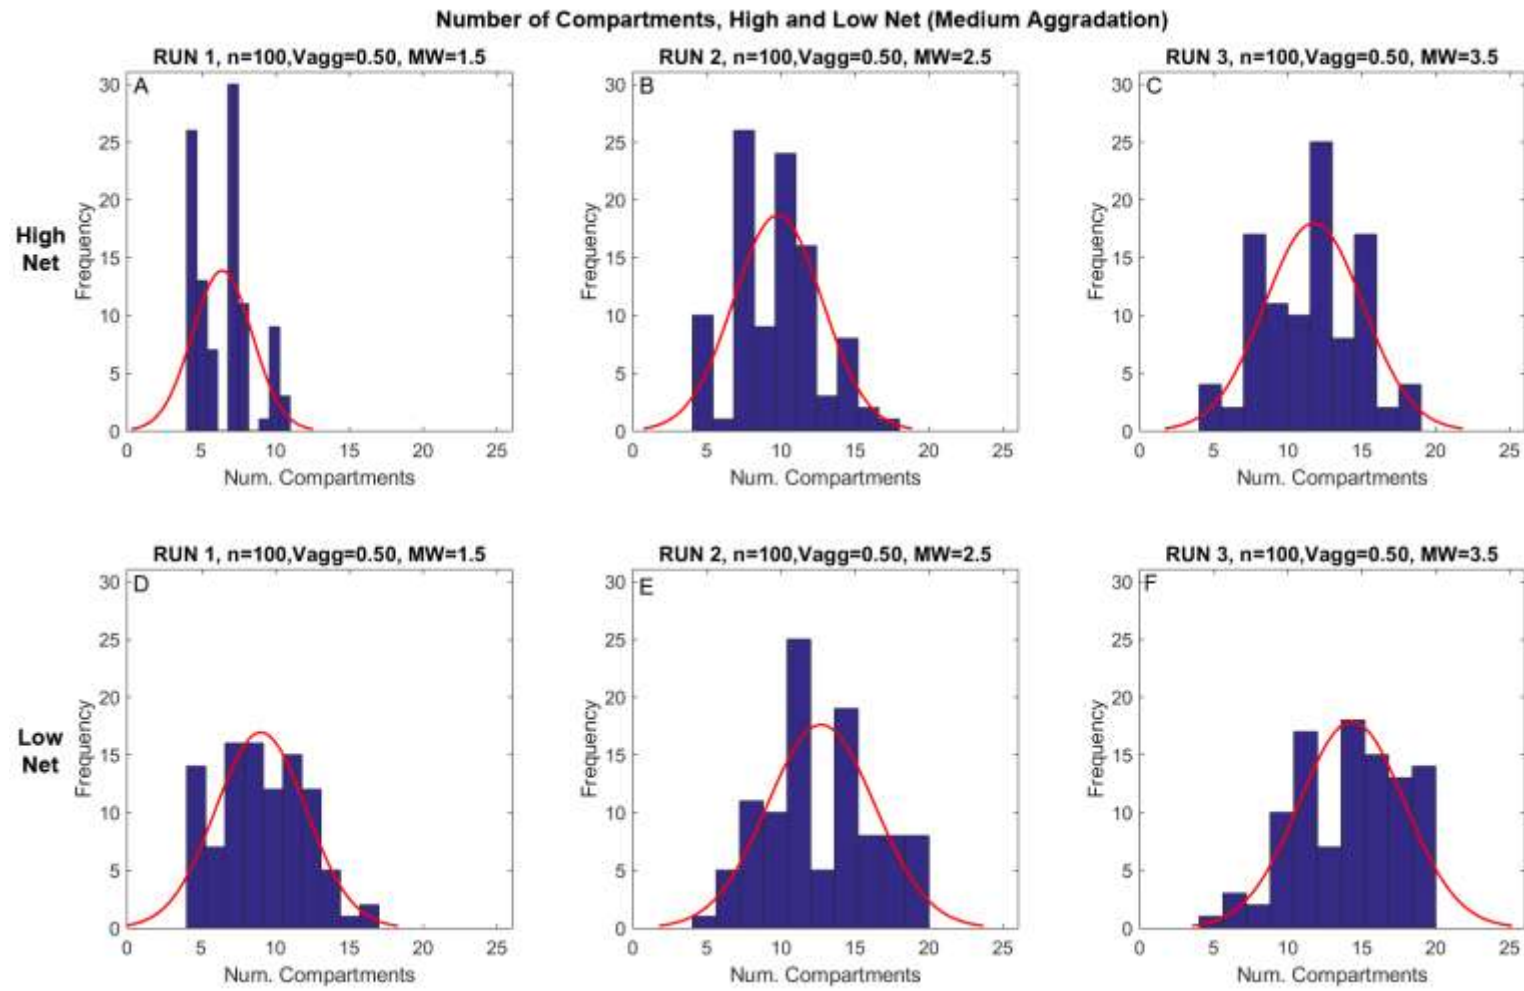 Number of Compartments, High and Low Net (Medium Aggradation)
RUN 1, n=100,Vagg=0.50, MW=1.5
RUN 2, n=100,Vagg=0.50, MW=2.5
RUN 3, n=100,Vagg=0.50, MW=3.5
High
Net
A
30
25
20
15
10
5
0
Frequency
0 5 10 15 20 25
Num. Compartments
B
30
25
20
15
10
5
0
Frequency
0 5 10 15 20 25
Num. Compartments
C
30
25
20
15
10
5
0
Frequency
0 5 10 15 20 25
Num. Compartments
RUN 1, n=100,Vagg=0.50, MW=1.5
RUN 2, n=100,Vagg=0.50, MW=2.5
RUN 3, n=100,Vagg=0.50, MW=3.5
Low
Net
D
30
25
20
15
10
5
0
Frequency
0 5 10 15 20 25
Num. Compartments
E
30
25
20
15
10
5
0
Frequency
0 5 10 15 20 25
Num. Compartments
F
30
25
20
15
10
5
0
Frequency
0 5 10 15 20 25
Num. Compartments